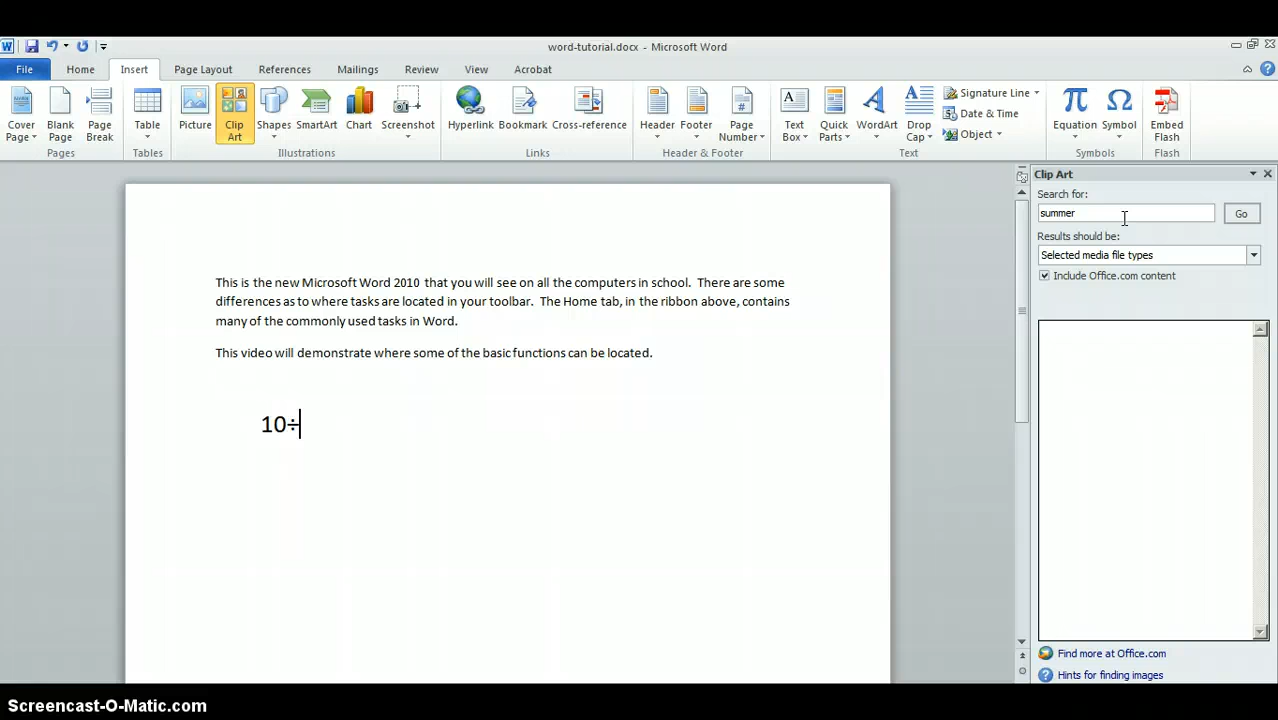 word-tutorial.docx - Microsoft Word
File Home Insert Page Layout References Mailings Review View Acrobat
Cover Page Blank Page Page Break Table Picture Clip Art Shapes SmartArt Chart Screenshot Hyperlink Bookmark Cross-reference Header Footer Page Number Text Box Quick Parts WordArt Drop Cap Signature Line Date & Time Object Equation Symbol Embed Flash
Pages Tables Illustrations Links Header & Footer Text Symbols Flash
Clip Art
Search for:
summer Go
Results should be:
Selected media file types
Include Office.com content
This is the new Microsoft Word 2010 that you will see on all the computers in school. There are some
differences as to where tasks are located in your toolbar. The Home tab, in the ribbon above, contains
many of the commonly used tasks in Word.
This video will demonstrate where some of the basic functions can be located.
10÷
Find more at Office.com
Hints for finding images
Screencast-O-Matic.com